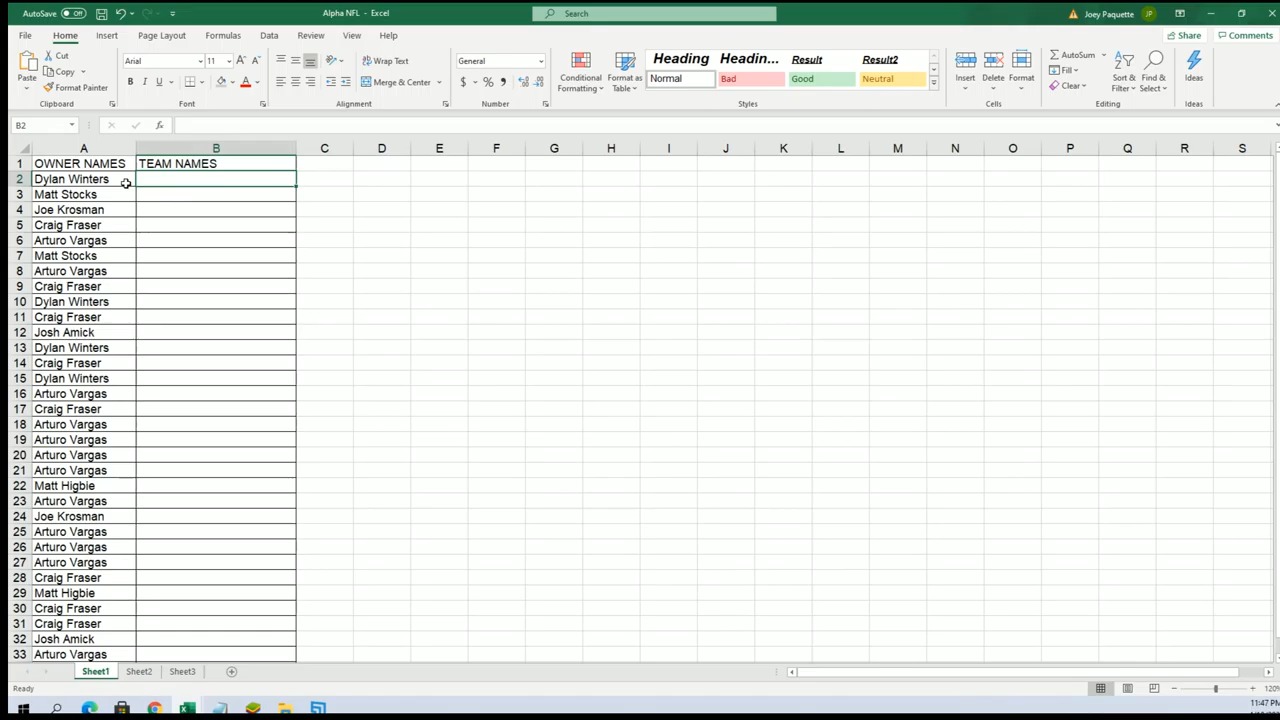 AutoSave Off Alpha NFL - Excel Search Joey Paquette JP
File Home Insert Page Layout Formulas Data Review View Help Share Comments
Cut Arial 11 Wrap Text General Heading Headin... Result Result2 AutoSum
Copy Fill
Paste Format Painter B I U Merge & Center $ % Conditional Formatting Format as Table Normal Bad Good Neutral Insert Delete Format Clear Sort & Filter Find & Select Ideas
Clipboard Font Alignment Number Styles Cells Editing Ideas
B2 fx
A B C D E F G H I J K L M N O P Q R S
1 OWNER NAMES TEAM NAMES
2 Dylan Winters
3 Matt Stocks
4 Joe Krosman
5 Craig Fraser
6 Arturo Vargas
7 Matt Stocks
8 Arturo Vargas
9 Craig Fraser
10 Dylan Winters
11 Craig Fraser
12 Josh Amick
13 Dylan Winters
14 Craig Fraser
15 Dylan Winters
16 Arturo Vargas
17 Craig Fraser
18 Arturo Vargas
19 Arturo Vargas
20 Arturo Vargas
21 Arturo Vargas
22 Matt Higbie
23 Arturo Vargas
24 Joe Krosman
25 Arturo Vargas
26 Arturo Vargas
27 Arturo Vargas
28 Craig Fraser
29 Matt Higbie
30 Craig Fraser
31 Craig Fraser
32 Josh Amick
33 Arturo Vargas
Sheet1 Sheet2 Sheet3
Ready 120%
11:47 PM